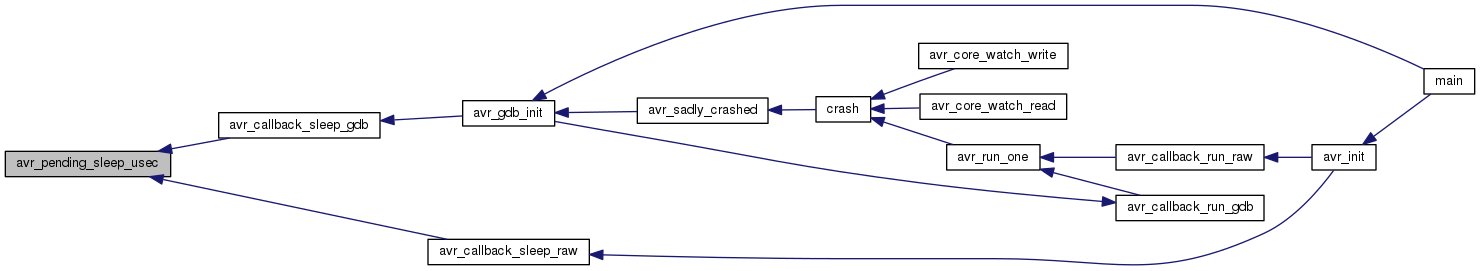 avr_pending_sleep_usec
avr_callback_sleep_gdb
avr_gdb_init
avr_sadly_crashed
crash
avr_core_watch_write
avr_core_watch_read
avr_run_one
avr_callback_run_raw
avr_callback_run_gdb
avr_init
main
avr_callback_sleep_raw